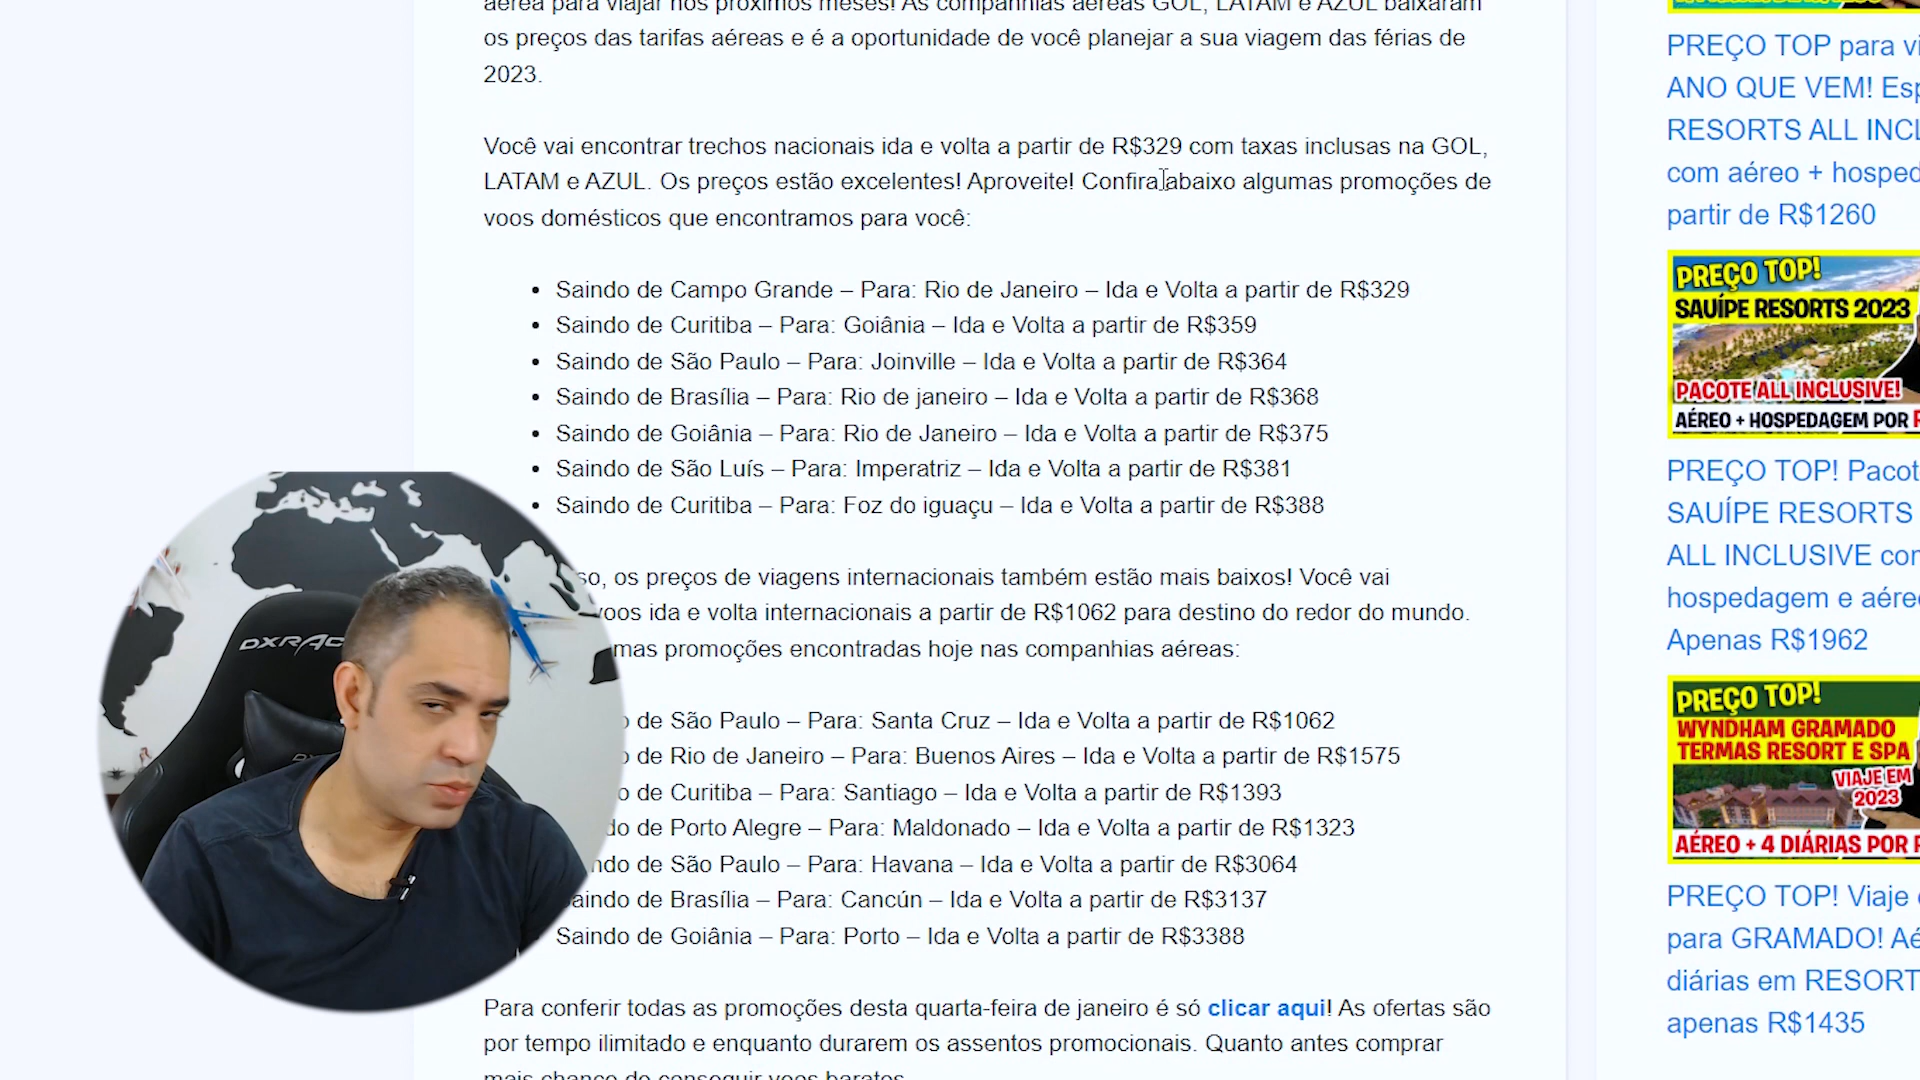 aérea para viajar nos próximos meses! As companhias aéreas GOL, LATAM e AZUL baixaram
os preços das tarifas aéreas e é a oportunidade de você planejar a sua viagem das férias de
2023.
Você vai encontrar trechos nacionais ida e volta a partir de R$329 com taxas inclusas na GOL,
LATAM e AZUL. Os preços estão excelentes! Aproveite! Confira abaixo algumas promoções de
voos domésticos que encontramos para você:
• Saindo de Campo Grande – Para: Rio de Janeiro – Ida e Volta a partir de R$329
• Saindo de Curitiba – Para: Goiânia – Ida e Volta a partir de R$359
• Saindo de São Paulo – Para: Joinville – Ida e Volta a partir de R$364
• Saindo de Brasília – Para: Rio de janeiro – Ida e Volta a partir de R$368
• Saindo de Goiânia – Para: Rio de Janeiro – Ida e Volta a partir de R$375
• Saindo de São Luís – Para: Imperatriz – Ida e Volta a partir de R$381
• Saindo de Curitiba – Para: Foz do iguaçu – Ida e Volta a partir de R$388
so, os preços de viagens internacionais também estão mais baixos! Você vai
voos ida e volta internacionais a partir de R$1062 para destino do redor do mundo.
mas promoções encontradas hoje nas companhias aéreas:
o de São Paulo – Para: Santa Cruz – Ida e Volta a partir de R$1062
o de Rio de Janeiro – Para: Buenos Aires – Ida e Volta a partir de R$1575
o de Curitiba – Para: Santiago – Ida e Volta a partir de R$1393
do de Porto Alegre – Para: Maldonado – Ida e Volta a partir de R$1323
ndo de São Paulo – Para: Havana – Ida e Volta a partir de R$3064
aindo de Brasília – Para: Cancún – Ida e Volta a partir de R$3137
Saindo de Goiânia – Para: Porto – Ida e Volta a partir de R$3388
Para conferir todas as promoções desta quarta-feira de janeiro é só clicar aqui! As ofertas são
por tempo ilimitado e enquanto durarem os assentos promocionais. Quanto antes comprar
mais chance de conseguir voos baratos.
DXRAC
PREÇO TOP para vi
ANO QUE VEM! Esp
RESORTS ALL INCL
com aéreo + hosped
partir de R$1260
PREÇO TOP!
SAUÍPE RESORTS 2023
PACOTE ALL INCLUSIVE!
AÉREO + HOSPEDAGEM POR R
PREÇO TOP! Pacot
SAUÍPE RESORTS
ALL INCLUSIVE cor
hospedagem e aére
Apenas R$1962
PREÇO TOP!
WYNDHAM GRAMADO
TERMAS RESORT E SPA
VIAJE EM
2023
AÉREO + 4 DIÁRIAS POR R
PREÇO TOP! Viaje
para GRAMADO! Aé
diárias em RESORT
apenas R$1435